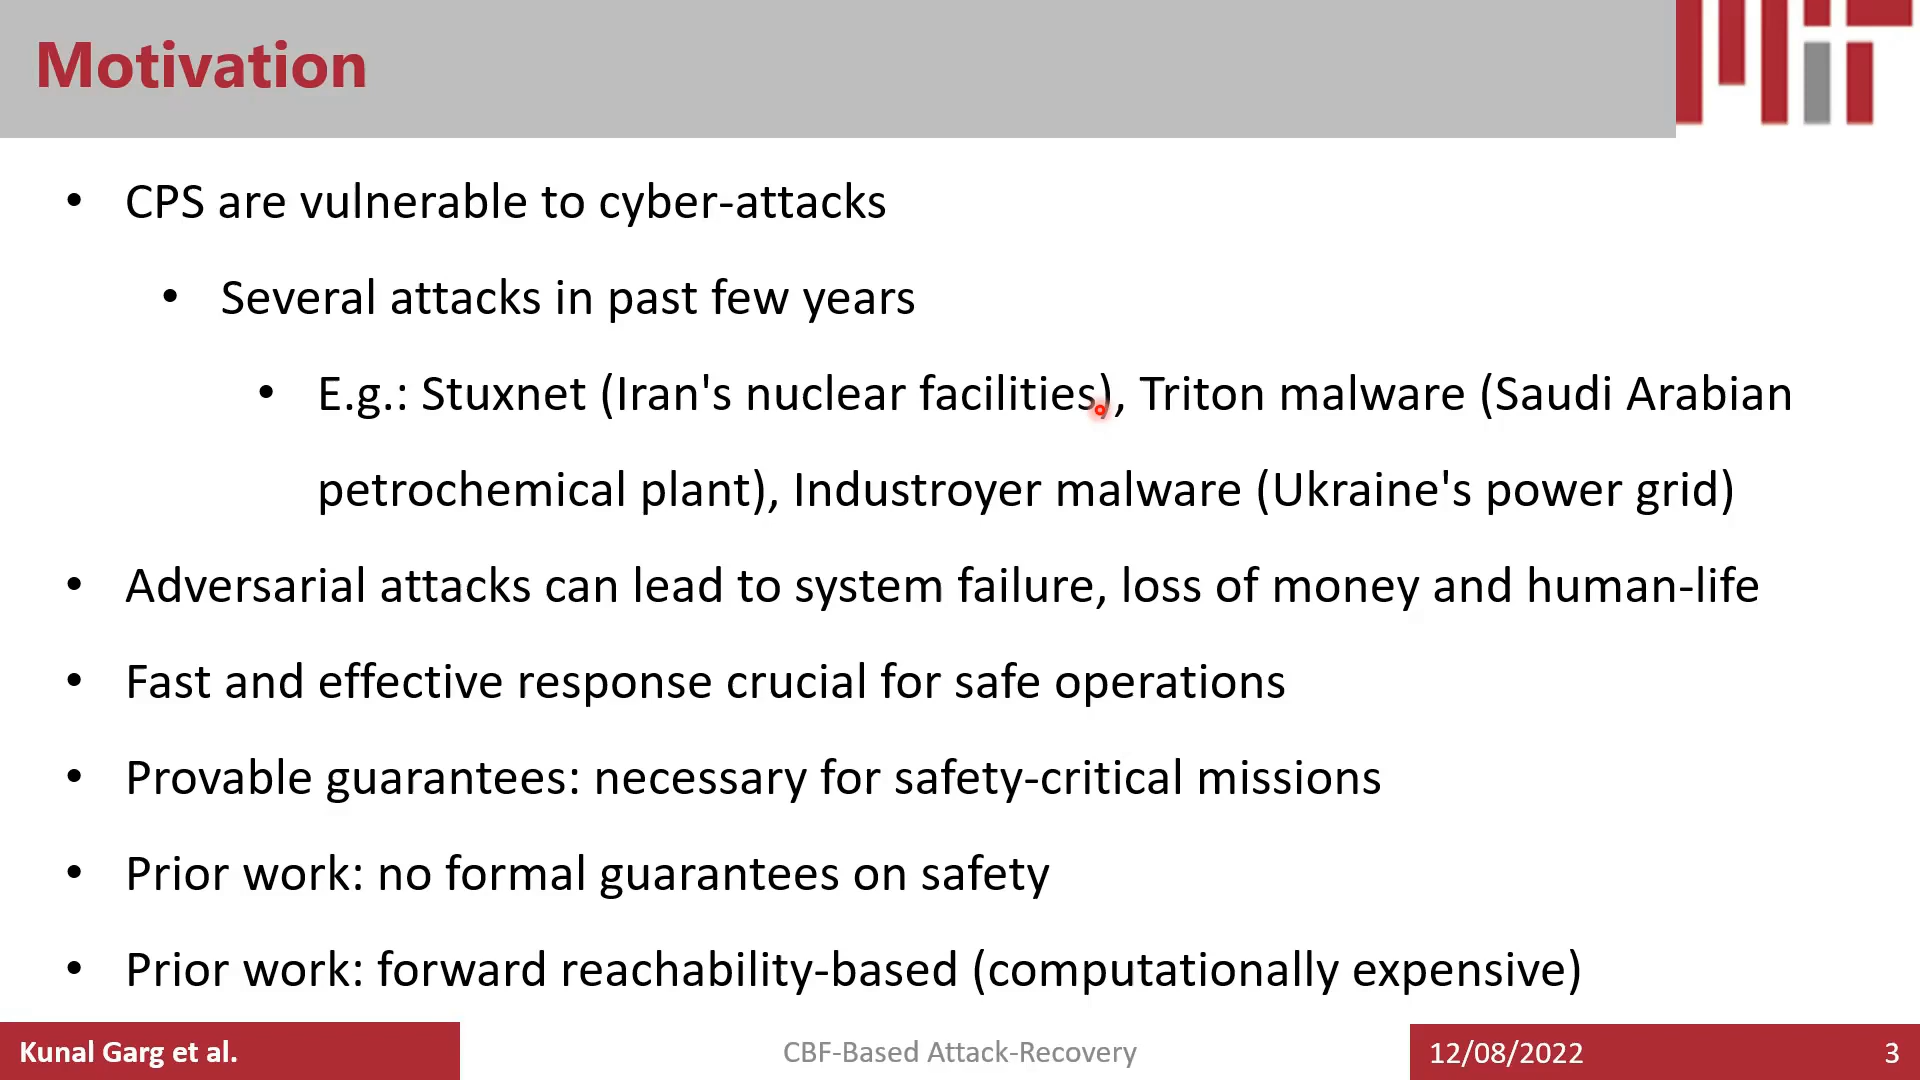 Motivation
• CPS are vulnerable to cyber-attacks
• Several attacks in past few years
• E.g.: Stuxnet (Iran's nuclear facilities), Triton malware (Saudi Arabian
petrochemical plant), Industroyer malware (Ukraine's power grid)
• Adversarial attacks can lead to system failure, loss of money and human-life
• Fast and effective response crucial for safe operations
• Provable guarantees: necessary for safety-critical missions
• Prior work: no formal guarantees on safety
• Prior work: forward reachability-based (computationally expensive)
Kunal Garg et al.
CBF-Based Attack-Recovery
12/08/2022
3